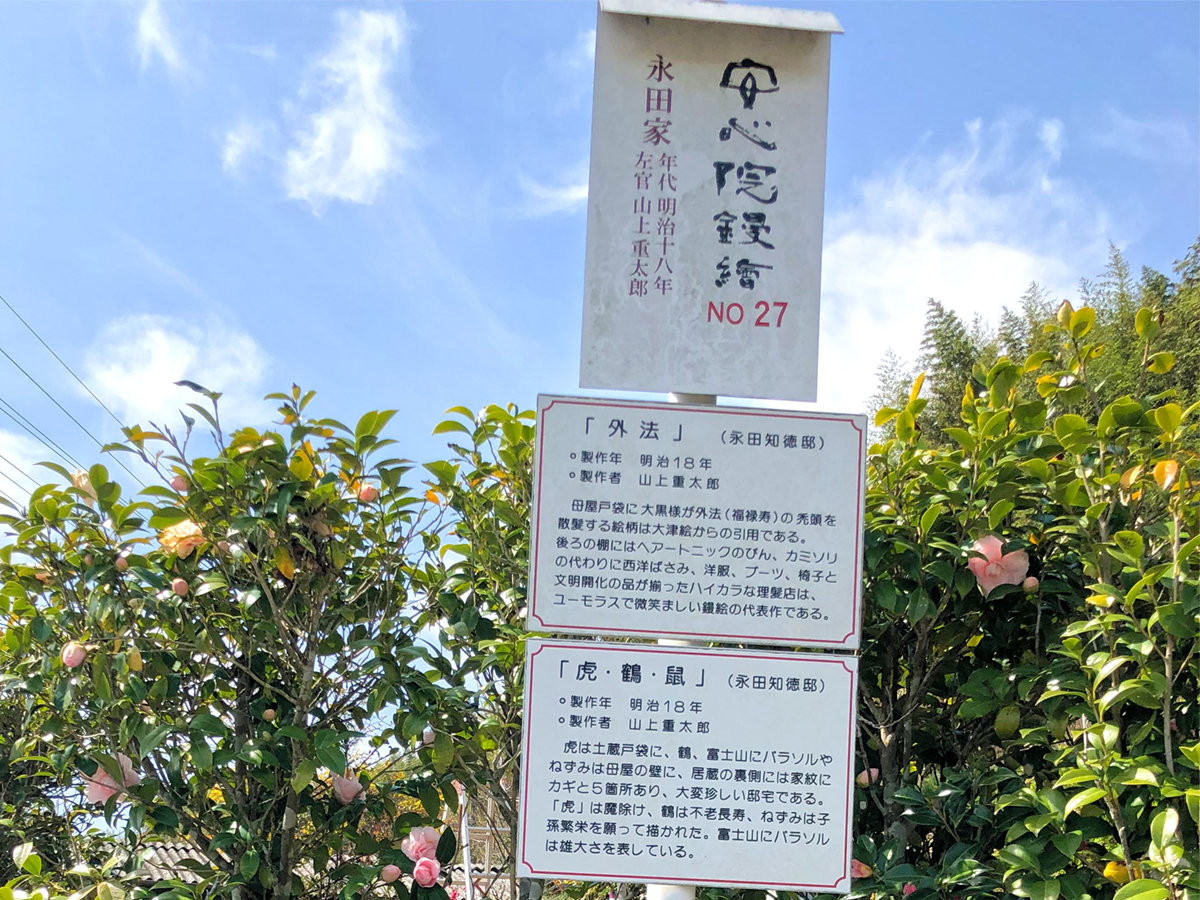 安心院鏝繪
NO 27
永田家
年代明治十八年
左官 山上重太郎
「外法」 (永田知徳邸)
製作年 明治18年
製作者 山上重太郎
母屋戸袋に大黒様が外法(福禄寿)の禿頭を
散髪する絵柄は大津絵からの引用である。
後ろの棚にはヘアートニックのびん、カミソリ
の代わりに西洋ばさみ、洋服、ブーツ、椅子と
文明開化の品が揃ったハイカラな理髪店は、
ユーモラスで微笑ましい鏝絵の代表作である。
「虎・鶴・鼠」 (永田知徳邸)
製作年 明治18年
製作者 山上重太郎
虎は土蔵戸袋に、鶴、富士山にパラソルや
ねずみは母屋の壁に、居蔵の裏側には家紋に
カギと5箇所あり、大変珍しい邸宅である。
「虎」は魔除け、鶴は不老長寿、ねずみは子
孫繁栄を願って描かれた。富士山にパラソル
は雄大さを表している。